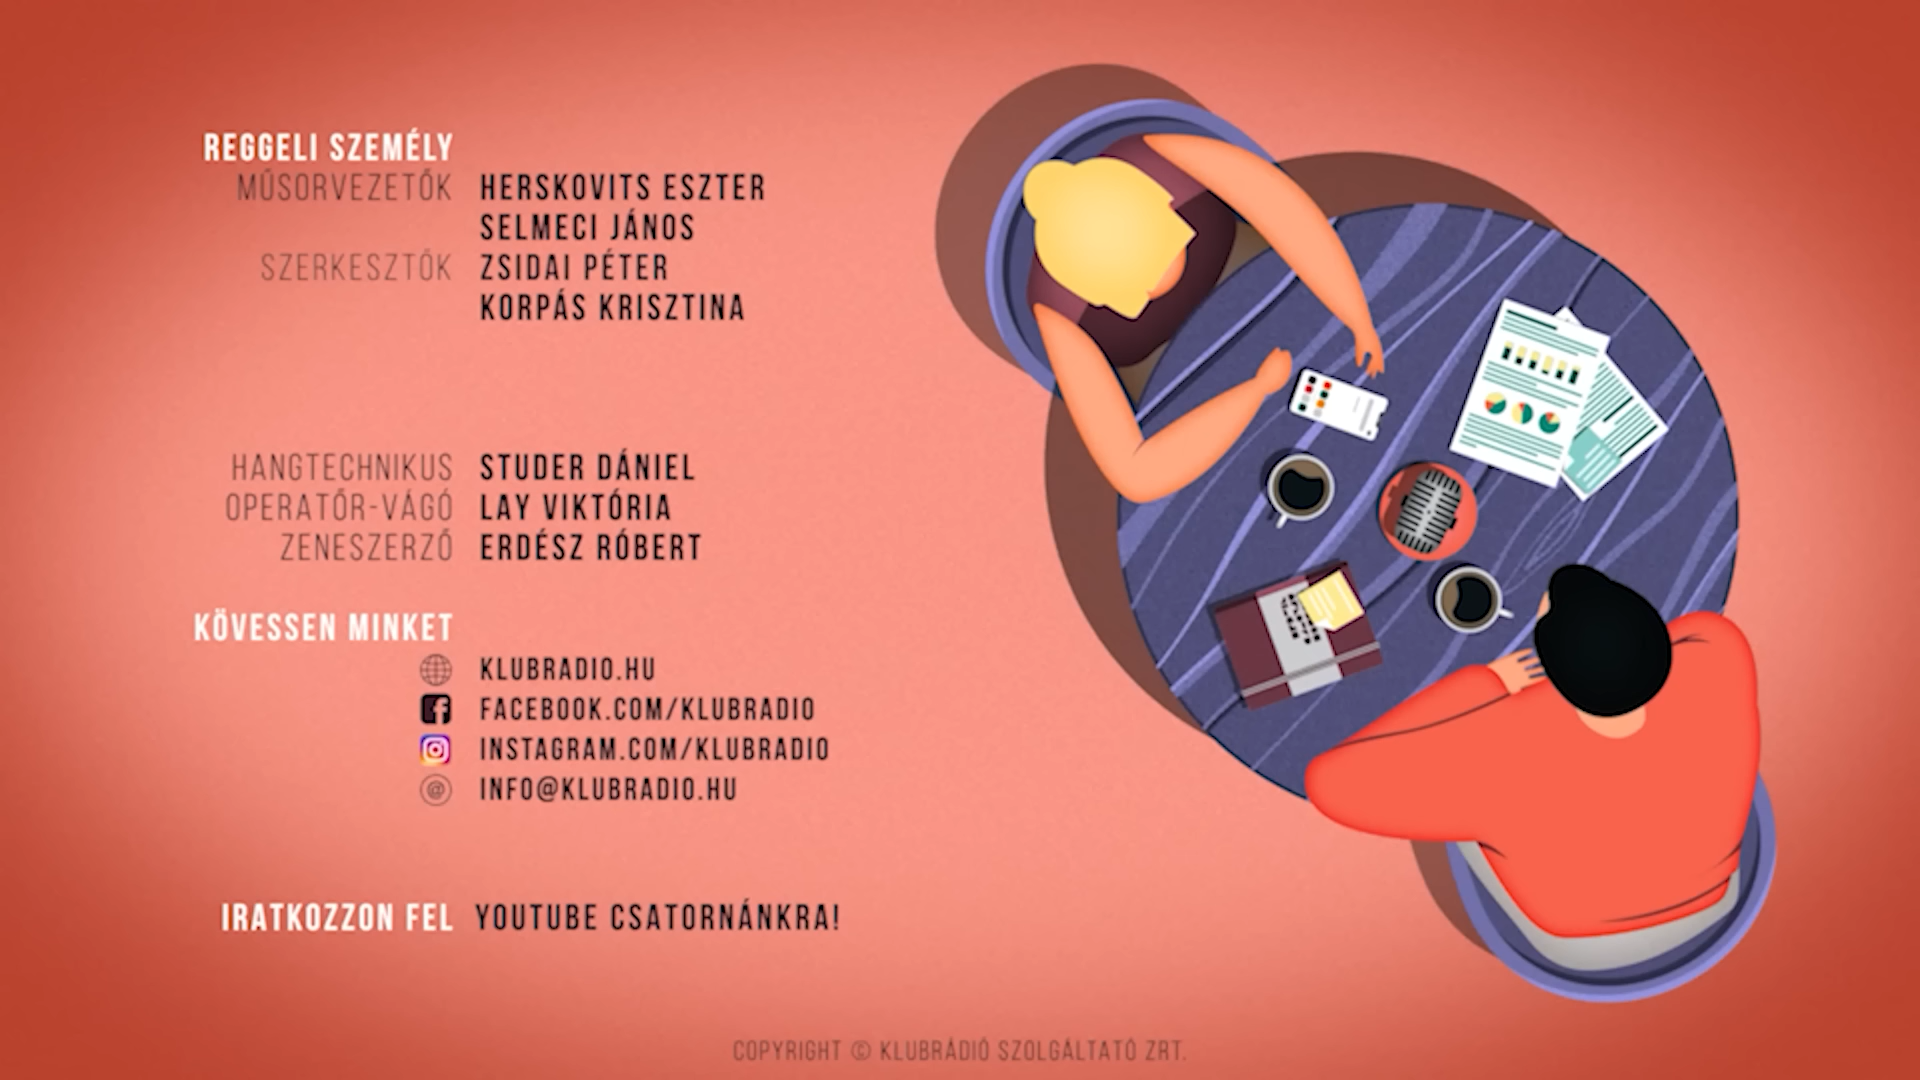 REGGELI SZEMÉLY
MŰSORVEZETŐK HERSKOVITS ESZTER
SELMECI JÁNOS
SZERKESZTŐK ZSIDAI PÉTER
KORPÁS KRISZTINA
HANGTECHNIKUS STUDER DÁNIEL
OPERATŐR-VÁGÓ LAY VIKTÓRIA
ZENESZERZŐ ERDÉSZ RÓBERT
KÖVESSEN MINKET
KLUBRADIO.HU
FACEBOOK.COM/KLUBRADIO
INSTAGRAM.COM/KLUBRADIO
INFO@KLUBRADIO.HU
IRATKOZZON FEL YOUTUBE CSATORNÁNKRA!
COPYRIGHT © KLUBRÁDIÓ SZOLGÁLTATÓ ZRT.